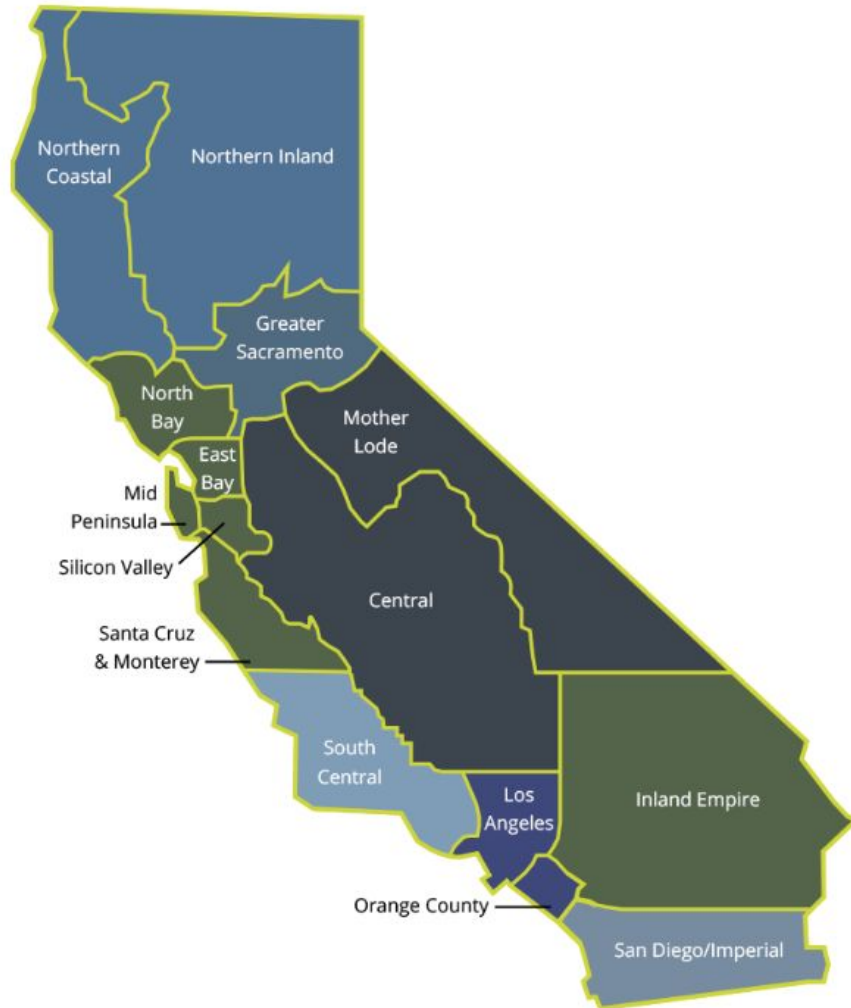 Northern
Coastal
Northern Inland
Greater
Sacramento
North
Bay
Mother
Lode
East
Bay
Mid
Peninsula
Silicon Valley
Central
Santa Cruz
& Monterey
South
Central
Los
Angeles
Inland Empire
Orange County
San Diego/Imperial